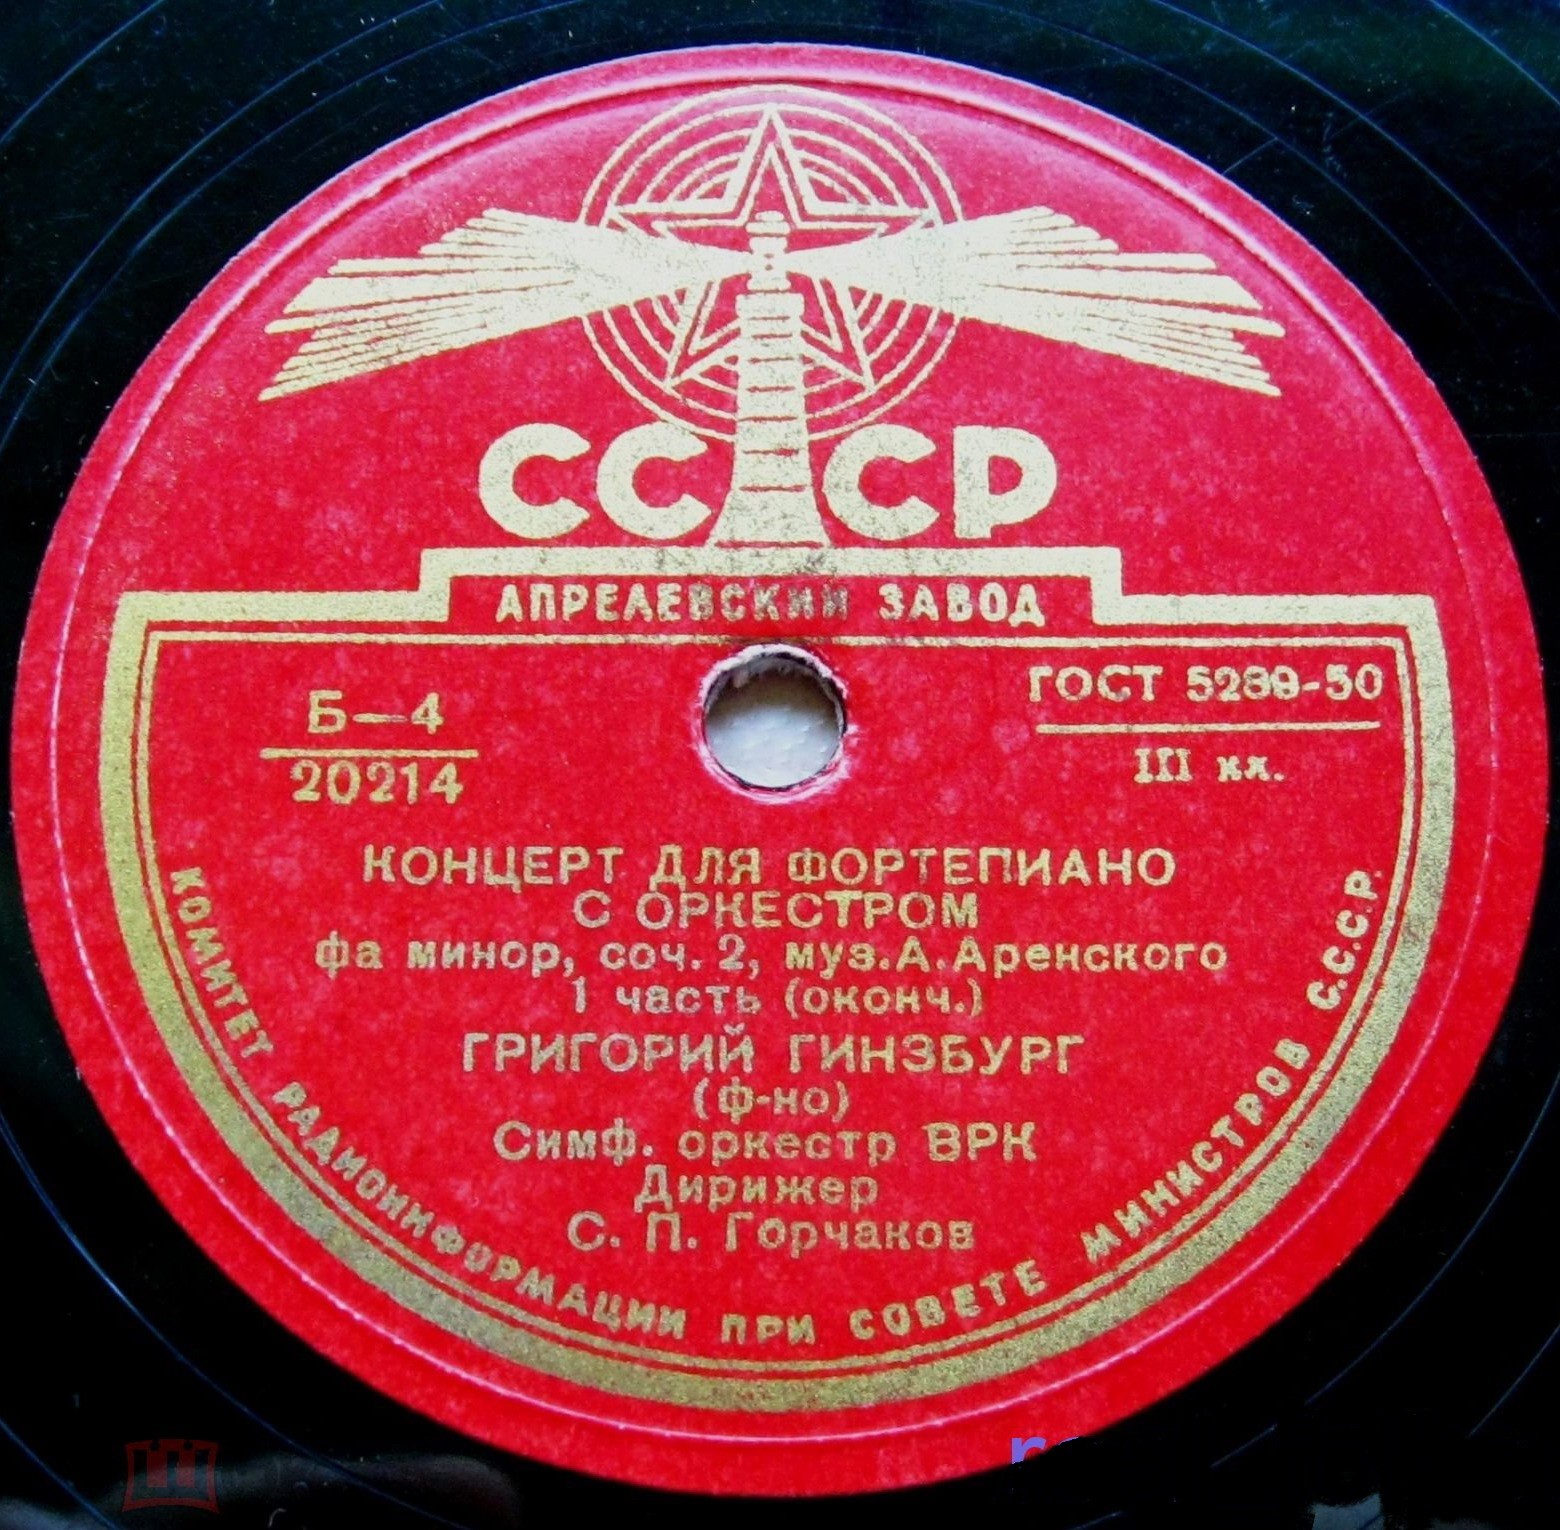 СССР
АПРЕЛЕВСКИЙ ЗАВОД
Б—4
20214
ГОСТ 5289-50
III кл.
КОНЦЕРТ ДЛЯ ФОРТЕПИАНО
С ОРКЕСТРОМ
фа минор, соч. 2, муз. А. Аренского
1 часть (оконч.)
ГРИГОРИЙ ГИНЗБУРГ
(ф-но)
Симф. оркестр ВРК
Дирижер
С. П. Горчаков
КОМИТЕТ РАДИОИНФОРМАЦИИ ПРИ СОВЕТЕ МИНИСТРОВ С.С.С.Р.